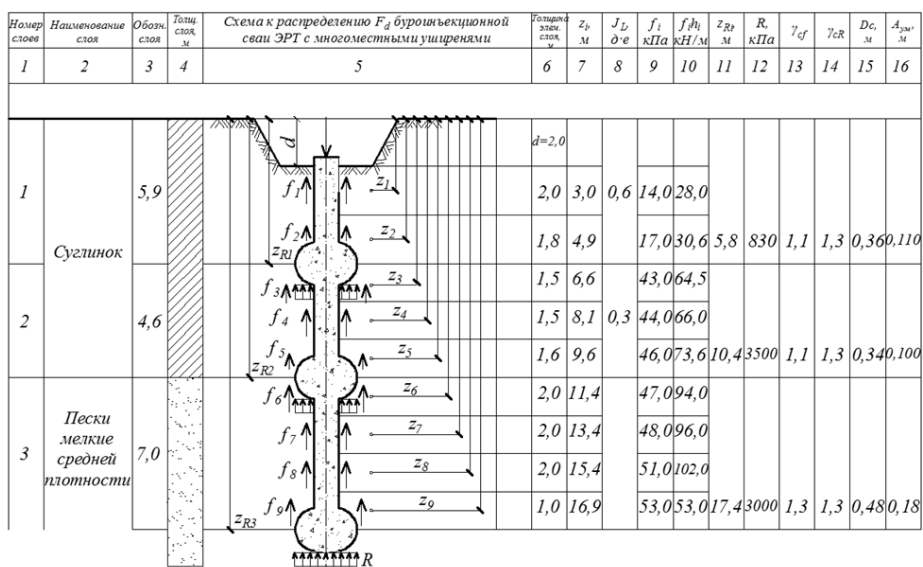 Номер слоев
Наименование слоя
Обозн. слоя
Толщ. слоя, м
Схема к распределению F_d буроинъекционной сваи ЭРТ с многоместными уширенями
Толщина элем. слоя, м
z_i, м
J_L, д·е
f_i кПа
f_ih_i кН/м
z_Ri, м
R, кПа
γ_cf
γ_cR
Dc, м
A_ум, м
1 2 3 4 5 6 7 8 9 10 11 12 13 14 15 16
d
d=2,0
1
Суглинок
5,9
f_1
z_1
2,0 3,0 0,6 14,0 28,0
f_2
z_2
1,8 4,9 17,0 30,6 5,8 830 1,1 1,3 0,36 0,110
z_R1
f_3
z_3
1,5 6,6 43,0 64,5
2
4,6
f_4
z_4
1,5 8,1 0,3 44,0 66,0
f_5
z_5
1,6 9,6 46,0 73,6 10,4 3500 1,1 1,3 0,34 0,100
z_R2
f_6
z_6
2,0 11,4 47,0 94,0
3
Пески
мелкие
средней
плотности
7,0
f_7
z_7
2,0 13,4 48,0 96,0
f_8
z_8
2,0 15,4 51,0 102,0
f_9
z_9
1,0 16,9 53,0 53,0 17,4 3000 1,3 1,3 0,48 0,18
z_R3
R